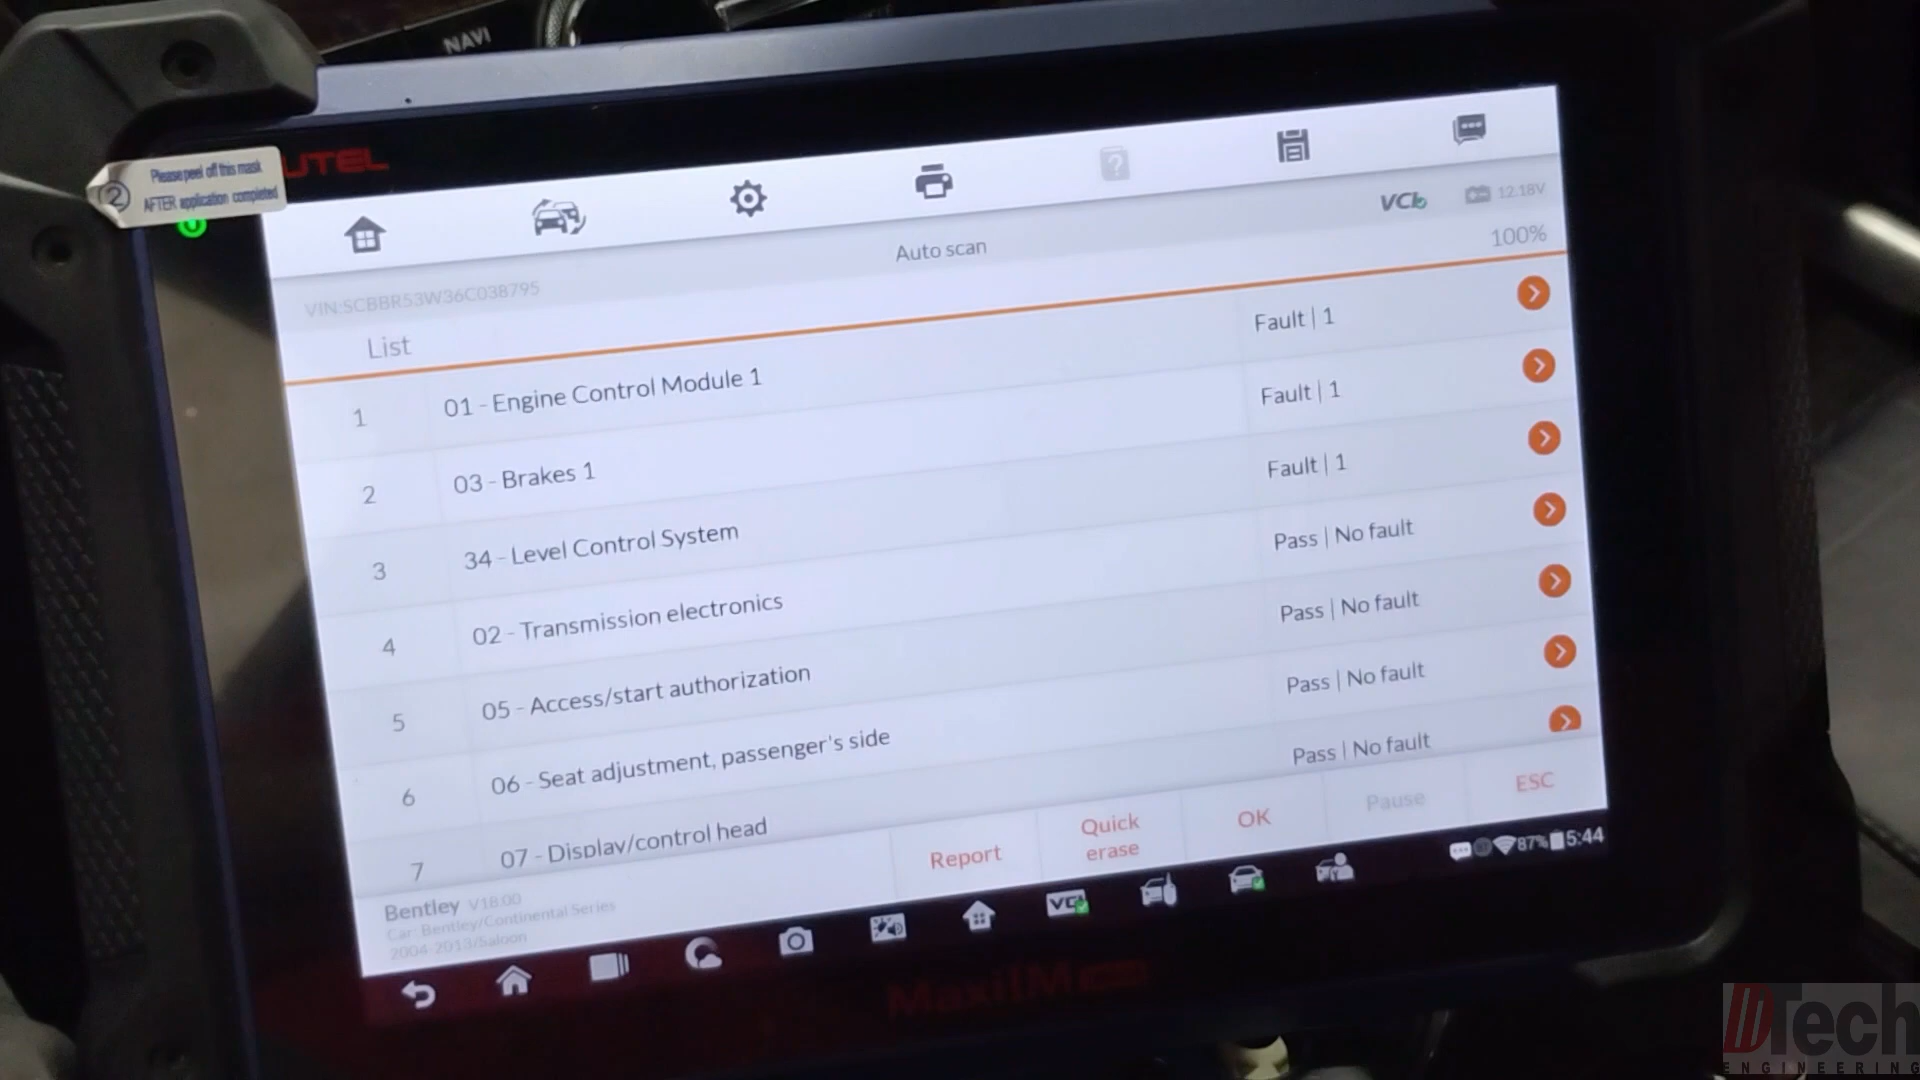 NAVI
② Please peel off this mask
AFTER application completed
UTEL
VCI
12.18V
Auto scan
100%
VIN:SCBBR53W36C038795
List
1 01 - Engine Control Module 1 Fault | 1
2 03 - Brakes 1 Fault | 1
3 34 - Level Control System Fault | 1
4 02 - Transmission electronics Pass | No fault
5 05 - Access/start authorization Pass | No fault
6 06 - Seat adjustment, passenger's side Pass | No fault
7 07 - Display/control head Pass | No fault
Report
Quick
erase
OK
Pause
ESC
Bentley V18.00
Car: Bentley/Continental Series
2004-2013/Saloon
VCI
87% 5:44
MaxiIM
DTech
ENGINEERING